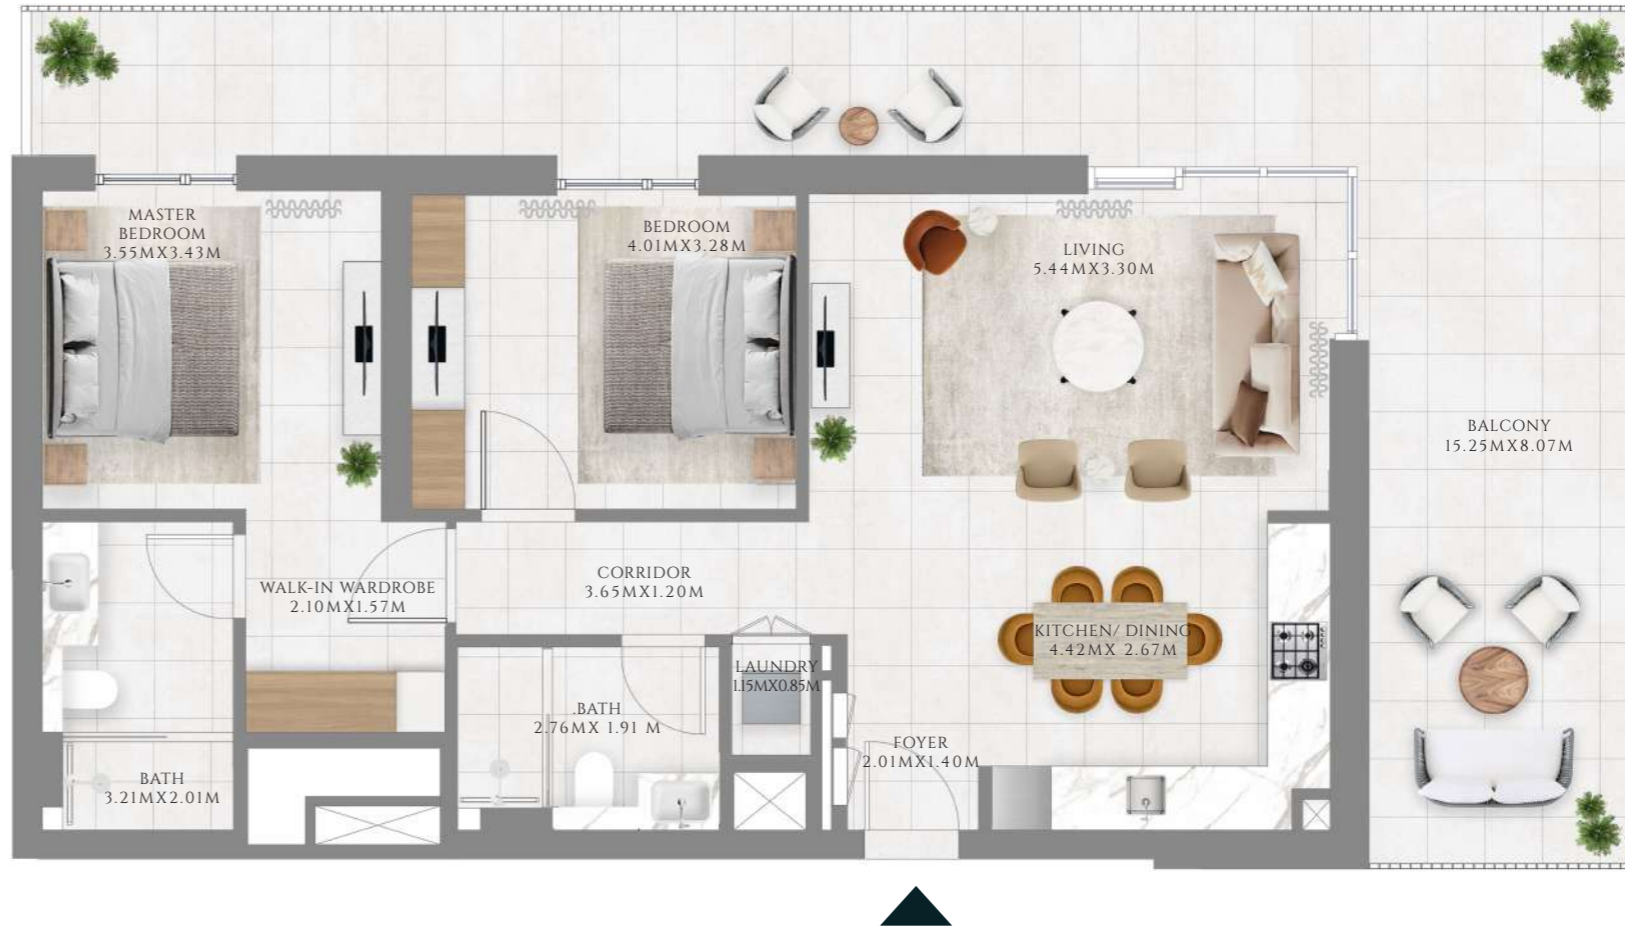 MASTER
BEDROOM
3.55MX3.43M
BEDROOM
4.01MX3.28M
LIVING
5.44MX3.30M
BALCONY
15.25MX8.07M
WALK-IN WARDROBE
2.10MX1.57M
CORRIDOR
3.65MX1.20M
KITCHEN/ DINING
4.42MX 2.67M
LAUNDRY
1.15MX0.85M
.BATH
2.76MX 1.91 M
FOYER
2.01MX1.40M
BATH
3.21MX2.01M